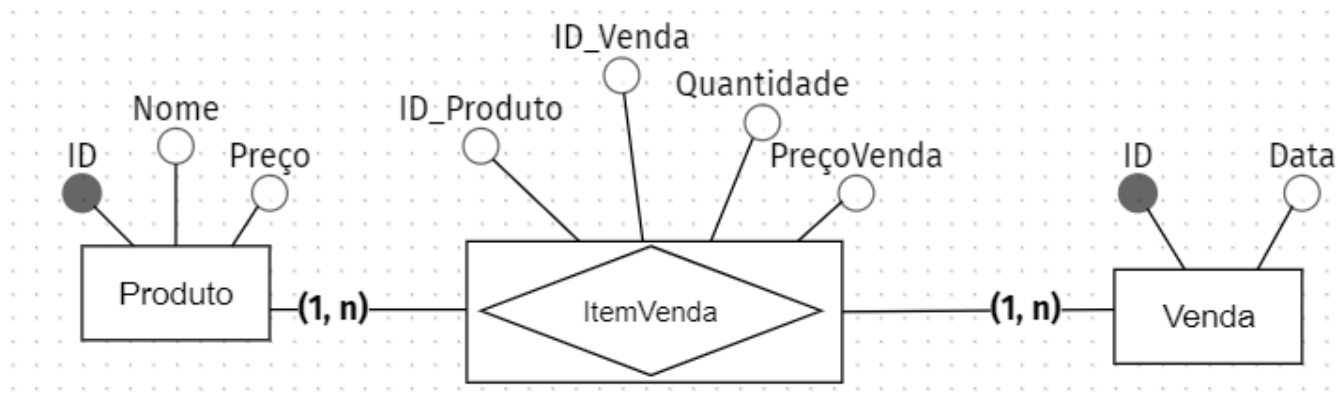 ID_Venda
Quantidade
ID_Produto
Nome
ID
Preço
PreçoVenda
ID
Data
Produto
(1, n)
ItemVenda
(1, n)
Venda